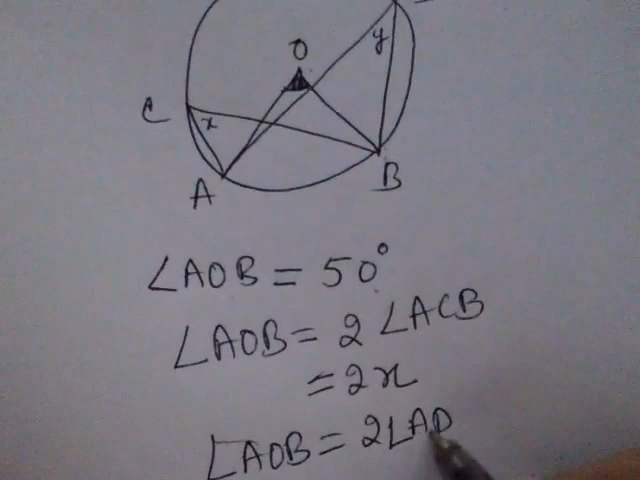 O
y
C
x
A
B
∠AOB = 50°
∠AOB = 2 ∠ACB
= 2x
∠AOB = 2∠AD